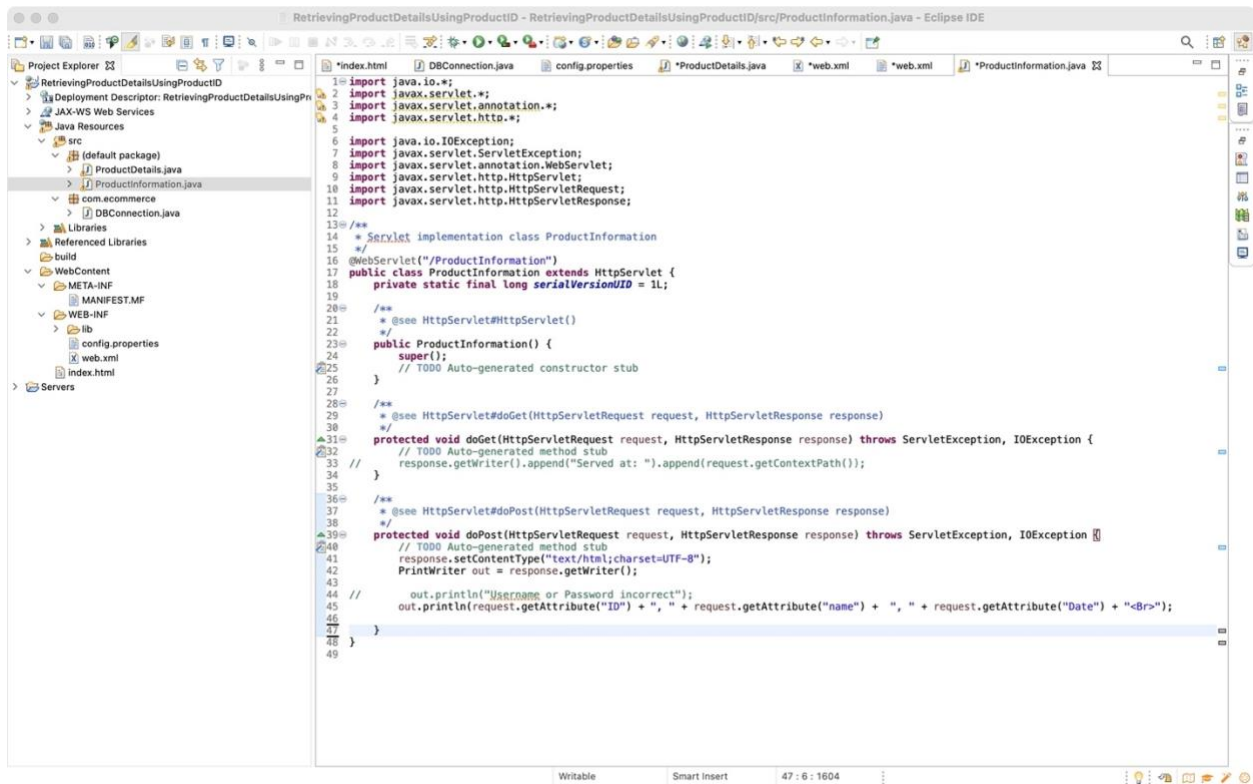 RetrievingProductDetailsUsingProductID - RetrievingProductDetailsUsingProductID/src/ProductInformation.java - Eclipse IDE
Project Explorer
RetrievingProductDetailsUsingProductID
Deployment Descriptor: RetrievingProductDetailsUsingPr
JAX-WS Web Services
Java Resources
src
(default package)
ProductDetails.java
ProductInformation.java
com.ecommerce
DBConnection.java
Libraries
Referenced Libraries
build
WebContent
META-INF
MANIFEST.MF
WEB-INF
lib
config.properties
web.xml
index.html
Servers
*index.html DBConnection.java config.properties *ProductDetails.java *web.xml *web.xml *ProductInformation.java
1 import java.io.*;
2 import javax.servlet.*;
3 import javax.servlet.annotation.*;
4 import javax.servlet.http.*;
5
6 import java.io.IOException;
7 import javax.servlet.ServletException;
8 import javax.servlet.annotation.WebServlet;
9 import javax.servlet.http.HttpServlet;
10 import javax.servlet.http.HttpServletRequest;
11 import javax.servlet.http.HttpServletResponse;
12
13 /**
14 * Servlet implementation class ProductInformation
15 */
16 @WebServlet("/ProductInformation")
17 public class ProductInformation extends HttpServlet {
18 private static final long serialVersionUID = 1L;
19
20 /**
21 * @see HttpServlet#HttpServlet()
22 */
23 public ProductInformation() {
24 super();
25 // TODO Auto-generated constructor stub
26 }
27
28 /**
29 * @see HttpServlet#doGet(HttpServletRequest request, HttpServletResponse response)
30 */
31 protected void doGet(HttpServletRequest request, HttpServletResponse response) throws ServletException, IOException {
32 // TODO Auto-generated method stub
33 // response.getWriter().append("Served at: ").append(request.getContextPath());
34 }
35
36 /**
37 * @see HttpServlet#doPost(HttpServletRequest request, HttpServletResponse response)
38 */
39 protected void doPost(HttpServletRequest request, HttpServletResponse response) throws ServletException, IOException {
40 // TODO Auto-generated method stub
41 response.setContentType("text/html;charset=UTF-8");
42 PrintWriter out = response.getWriter();
43
44 // out.println("Username or Password incorrect");
45 out.println(request.getAttribute("ID") + ", " + request.getAttribute("name") + ", " + request.getAttribute("Date") + "<Br>");
46
47 }
48 }
49
Writable Smart Insert 47 : 6 : 1604